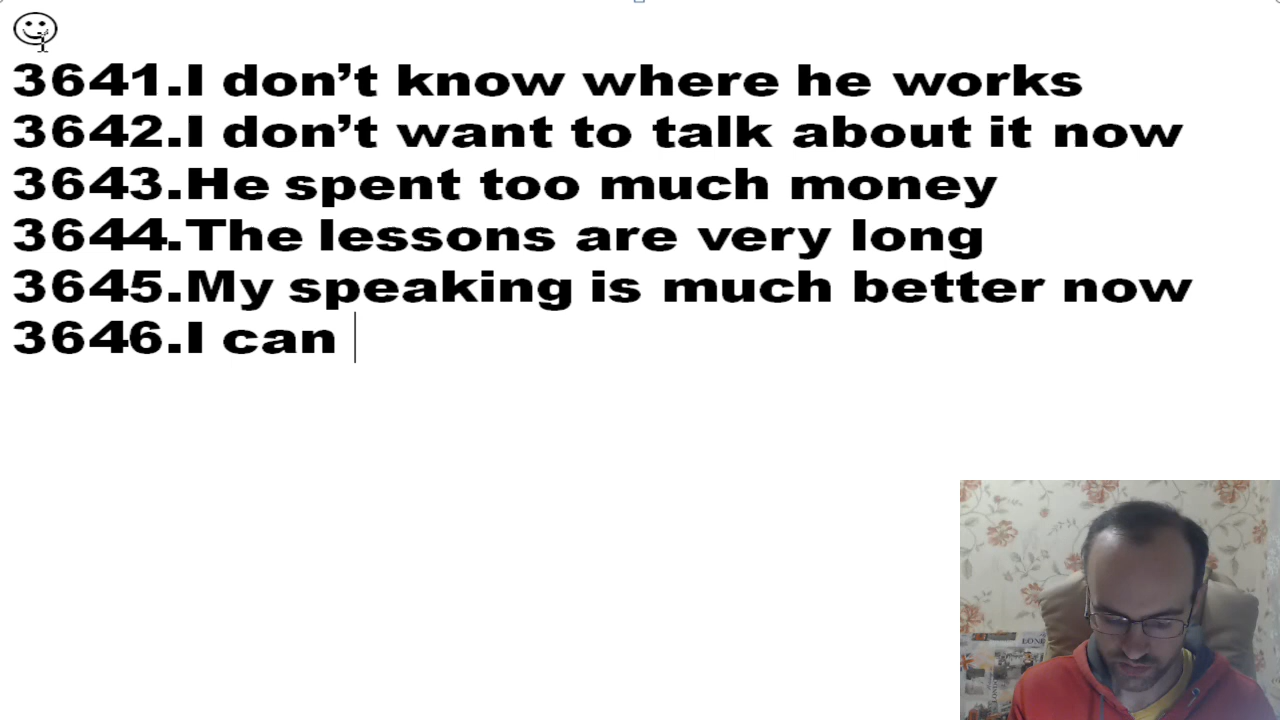 3641.I don’t know where he works
3642.I don’t want to talk about it now
3643.He spent too much money
3644.The lessons are very long
3645.My speaking is much better now
3646.I can
LONDON